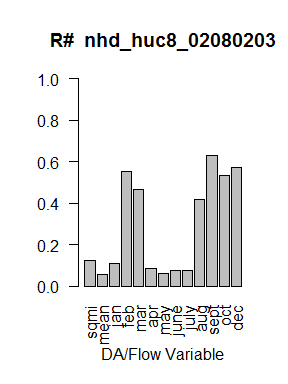 R#  nhd_huc8_02080203
1.0
0.8
0.6
0.4
0.2
0.0
sqmi
mean
jan
feb
mar
apr
may
june
july
aug
sept
oct
dec
DA/Flow Variable